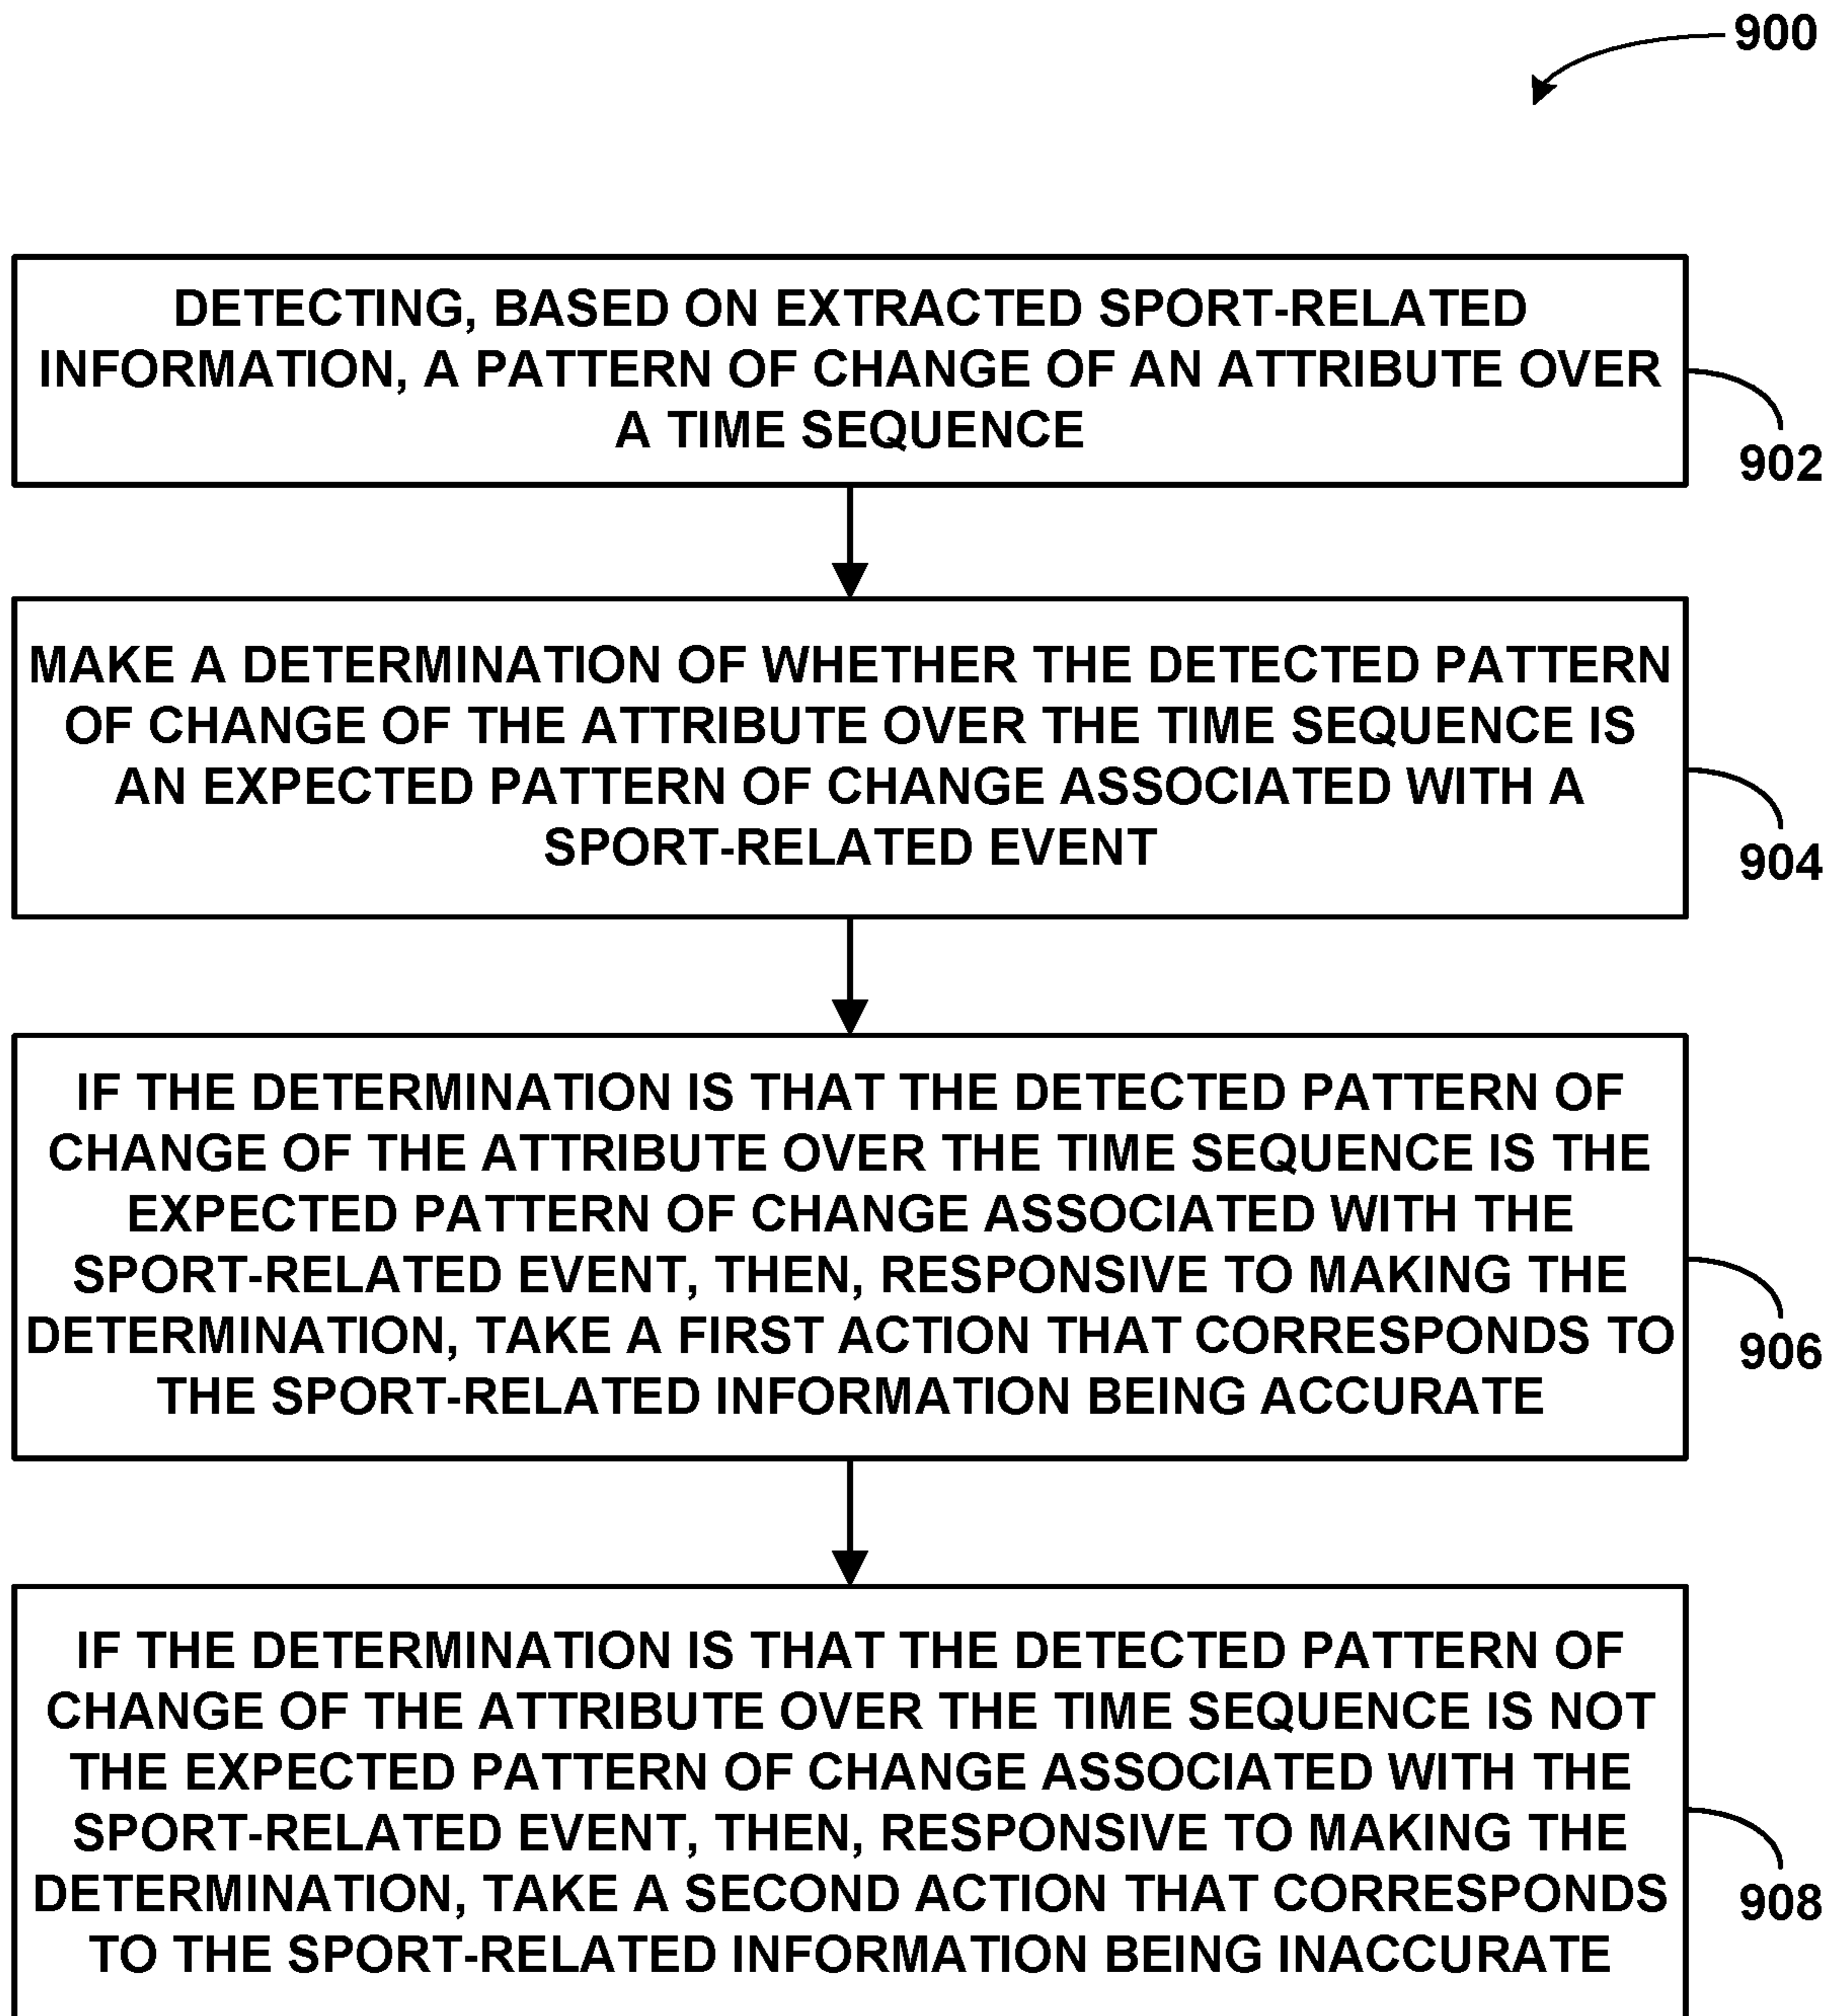 900
DETECTING, BASED ON EXTRACTED SPORT-RELATED
INFORMATION, A PATTERN OF CHANGE OF AN ATTRIBUTE OVER
A TIME SEQUENCE
902
MAKE A DETERMINATION OF WHETHER THE DETECTED PATTERN
OF CHANGE OF THE ATTRIBUTE OVER THE TIME SEQUENCE IS
AN EXPECTED PATTERN OF CHANGE ASSOCIATED WITH A
SPORT-RELATED EVENT
904
IF THE DETERMINATION IS THAT THE DETECTED PATTERN OF
CHANGE OF THE ATTRIBUTE OVER THE TIME SEQUENCE IS THE
EXPECTED PATTERN OF CHANGE ASSOCIATED WITH THE
SPORT-RELATED EVENT, THEN, RESPONSIVE TO MAKING THE
DETERMINATION, TAKE A FIRST ACTION THAT CORRESPONDS TO
THE SPORT-RELATED INFORMATION BEING ACCURATE
906
IF THE DETERMINATION IS THAT THE DETECTED PATTERN OF
CHANGE OF THE ATTRIBUTE OVER THE TIME SEQUENCE IS NOT
THE EXPECTED PATTERN OF CHANGE ASSOCIATED WITH THE
SPORT-RELATED EVENT, THEN, RESPONSIVE TO MAKING THE
DETERMINATION, TAKE A SECOND ACTION THAT CORRESPONDS
TO THE SPORT-RELATED INFORMATION BEING INACCURATE
908